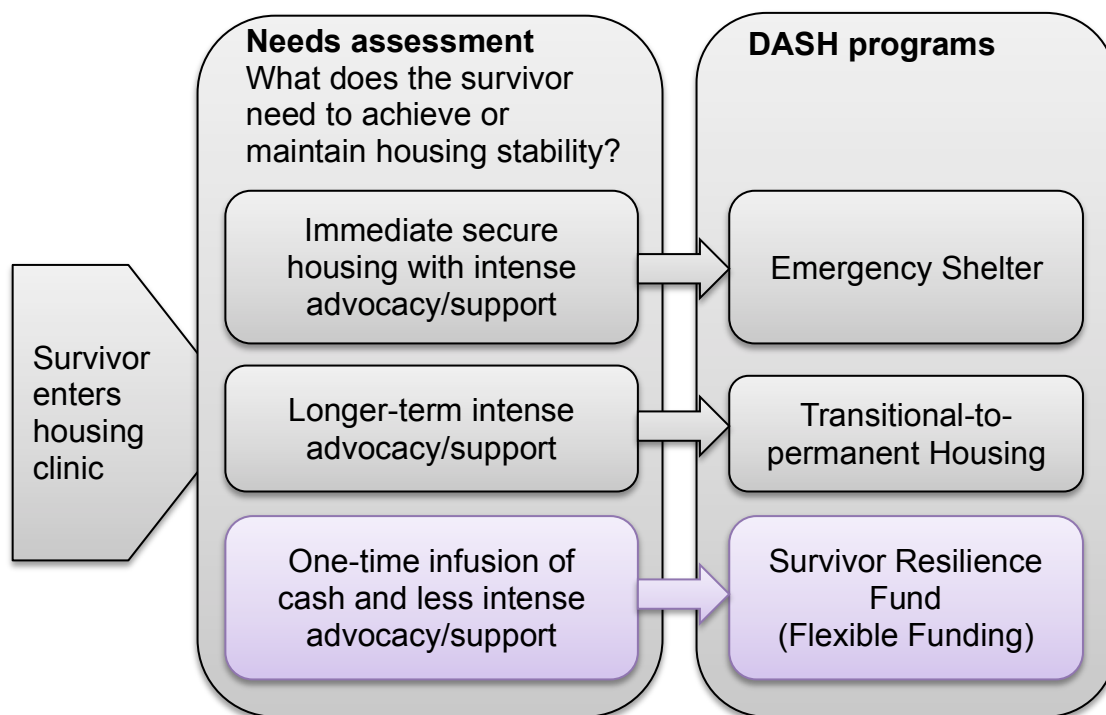 Survivor
enters
housing
clinic
Needs assessment
What does the survivor
need to achieve or
maintain housing stability?
Immediate secure
housing with intense
advocacy/support
Longer-term intense
advocacy/support
One-time infusion of
cash and less intense
advocacy/support
DASH programs
Emergency Shelter
Transitional-to-
permanent Housing
Survivor Resilience
Fund
(Flexible Funding)